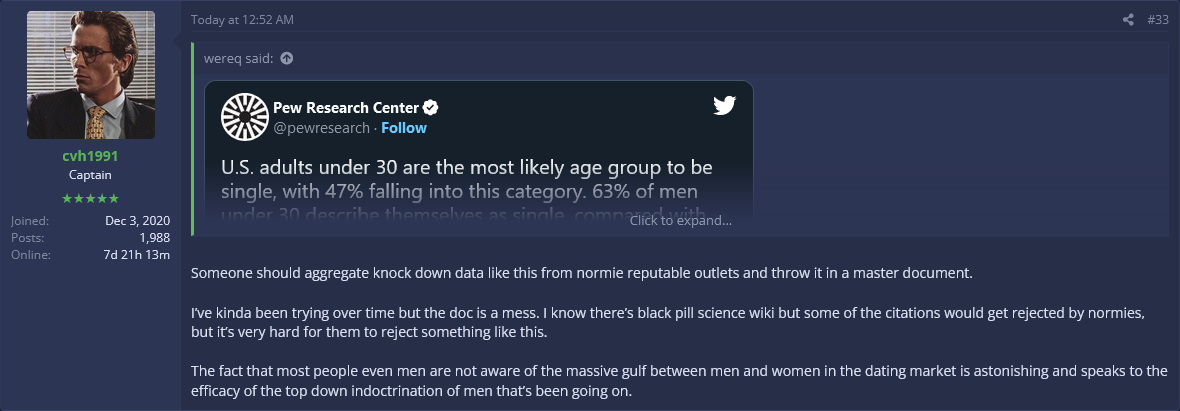 Today at 12:52 AM
#33
cvh1991
Captain
Joined: Dec 3, 2020
Posts: 1,988
Online: 7d 21h 13m
wereq said:
Pew Research Center
@pewresearch · Follow
U.S. adults under 30 are the most likely age group to be
single, with 47% falling into this category. 63% of men
under 30 describe themselves as single, compared with
Click to expand...
Someone should aggregate knock down data like this from normie reputable outlets and throw it in a master document.
I’ve kinda been trying over time but the doc is a mess. I know there’s black pill science wiki but some of the citations would get rejected by normies,
but it’s very hard for them to reject something like this.
The fact that most people even men are not aware of the massive gulf between men and women in the dating market is astonishing and speaks to the
efficacy of the top down indoctrination of men that’s been going on.